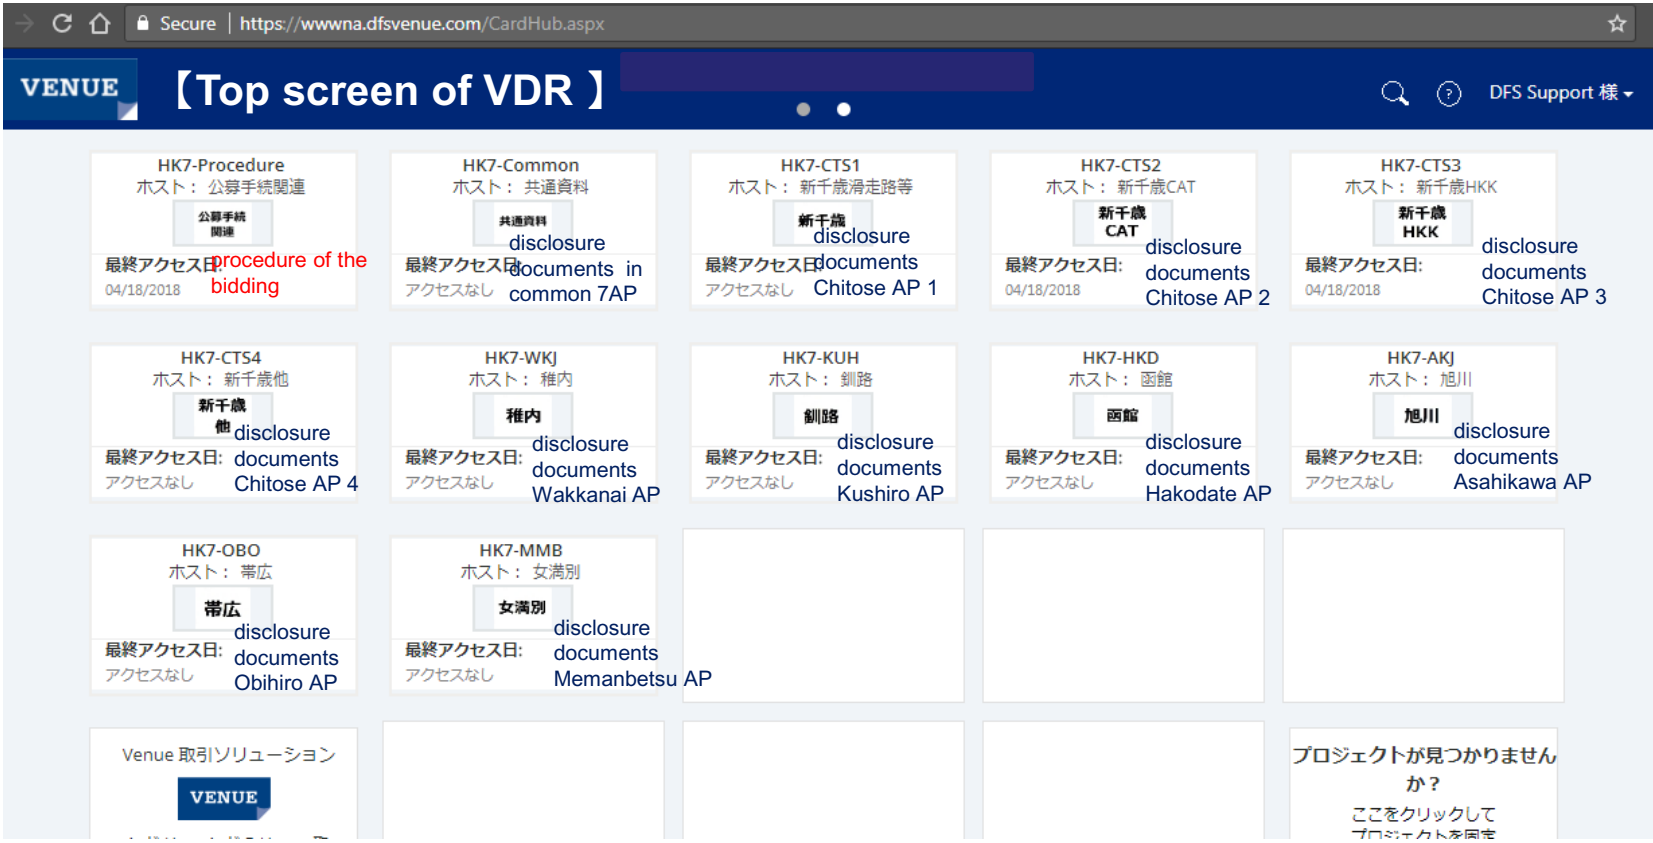 Secure | https://wwwna.dfsvenue.com/CardHub.aspx
VENUE
【Top screen of VDR 】
DFS Support 様
HK7-Procedure
ホスト： 公募手続関連
公募手続
関連
最終アクセス日:
04/18/2018
procedure of the
bidding
HK7-Common
ホスト： 共通資料
共通資料
最終アクセス日:
アクセスなし
disclosure
documents in
common 7AP
HK7-CTS1
ホスト： 新千歳滑走路等
新千歳
最終アクセス日:
アクセスなし
disclosure
documents
Chitose AP 1
HK7-CTS2
ホスト： 新千歳CAT
新千歳
CAT
最終アクセス日:
04/18/2018
disclosure
documents
Chitose AP 2
HK7-CTS3
ホスト： 新千歳HKK
新千歳
HKK
最終アクセス日:
04/18/2018
disclosure
documents
Chitose AP 3
HK7-CTS4
ホスト： 新千歳他
新千歳
他
最終アクセス日:
アクセスなし
disclosure
documents
Chitose AP 4
HK7-WKJ
ホスト： 稚内
稚内
最終アクセス日:
アクセスなし
disclosure
documents
Wakkanai AP
HK7-KUH
ホスト： 釧路
釧路
最終アクセス日:
アクセスなし
disclosure
documents
Kushiro AP
HK7-HKD
ホスト： 函館
函館
最終アクセス日:
アクセスなし
disclosure
documents
Hakodate AP
HK7-AKJ
ホスト： 旭川
旭川
最終アクセス日:
アクセスなし
disclosure
documents
Asahikawa AP
HK7-OBO
ホスト： 帯広
帯広
最終アクセス日:
アクセスなし
disclosure
documents
Obihiro AP
HK7-MMB
ホスト： 女満別
女満別
最終アクセス日:
アクセスなし
disclosure
documents
Memanbetsu AP
Venue 取引ソリューション
VENUE
プロジェクトが見つかりません
か？
ここをクリックして
プロジェクトを固定